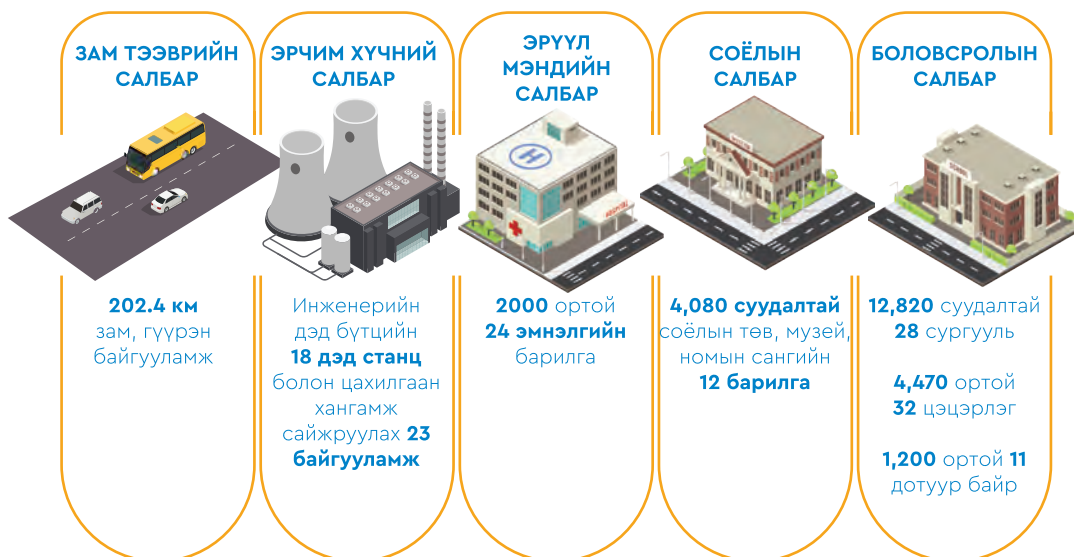 ЗАМ ТЭЭВРИЙН
САЛБАР
202.4 км
зам, гүүрэн
байгууламж
ЭРЧИМ ХҮЧНИЙ
САЛБАР
Инженерийн
дэд бүтцийн
18 дэд станц
болон цахилгаан
хангамж
сайжруулах 23
байгууламж
ЭРҮҮЛ
МЭНДИЙН
САЛБАР
H
HOSPITAL
2000 ортой
24 эмнэлгийн
барилга
СОЁЛЫН
САЛБАР
4,080 суудалтай
соёлын төв, музей,
номын сангийн
12 барилга
БОЛОВСРОЛЫН
САЛБАР
12,820 суудалтай
28 сургууль
4,470 ортой
32 цэцэрлэг
1,200 ортой 11
дотуур байр